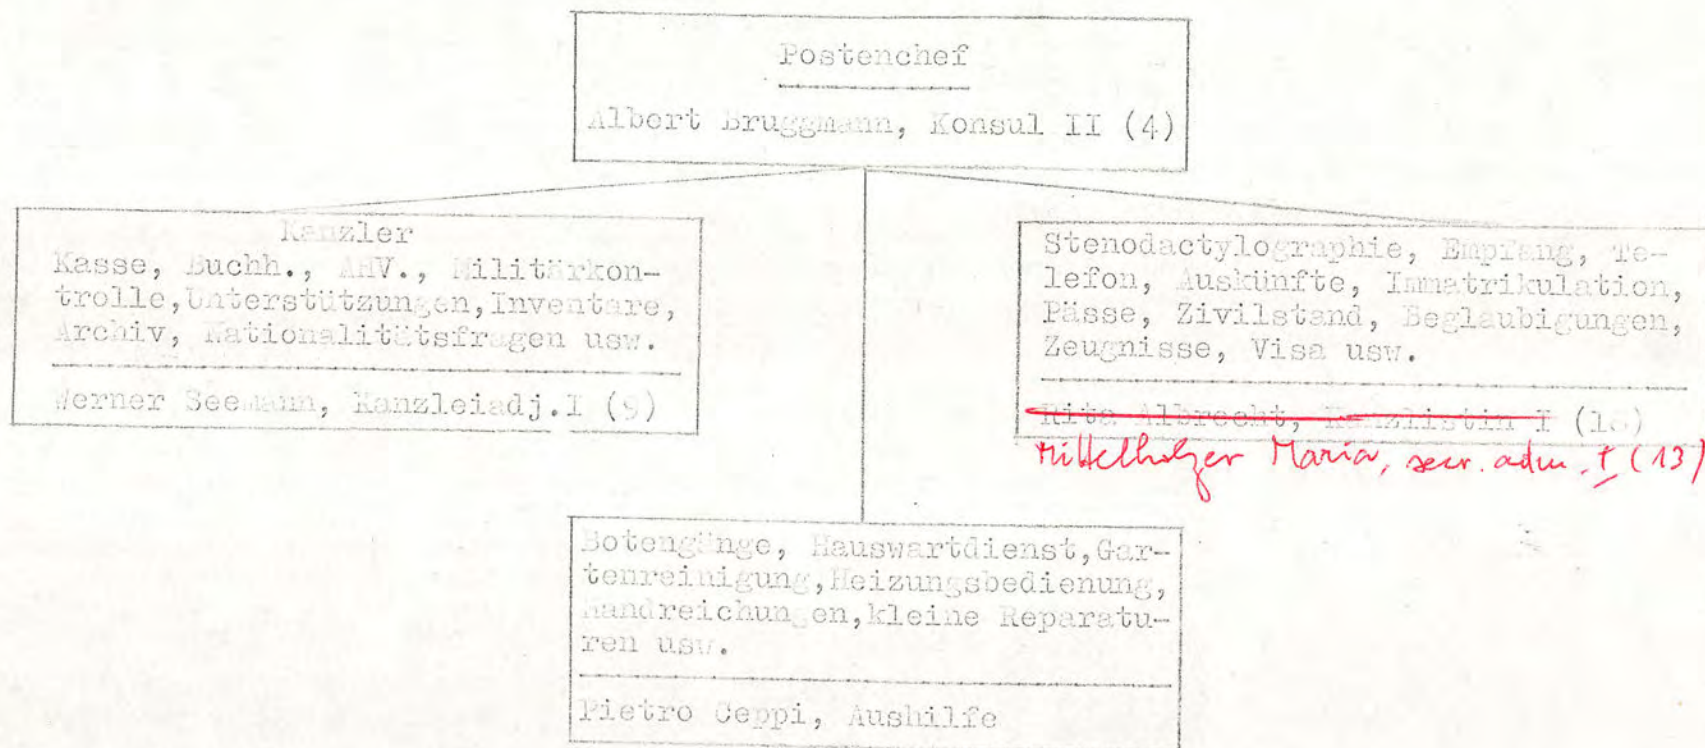 Postenchef
Albert Bruggmann, Konsul II (4)
Kanzler
Kasse, Buchh., AHV., Militärkon-
trolle,Unterstützungen,Inventare,
Archiv, Nationalitätsfragen usw.
Werner Seemann, Kanzleiadj.I (9)
Stenodactylographie, Empfang, Te-
lefon, Auskünfte, Immatrikulation,
Pässe, Zivilstand, Beglaubigungen,
Zeugnisse, Visa usw.
Rita Albrecht, Kanzlistin I (18)
Mittelholzer Maria, secr. adm. I (13)
Botengänge, Hauswartdienst,Gar-
tenreinigung,Heizungsbedienung,
Handreichungen,kleine Reparatu-
ren usw.
Pietro Ceppi, Aushilfe